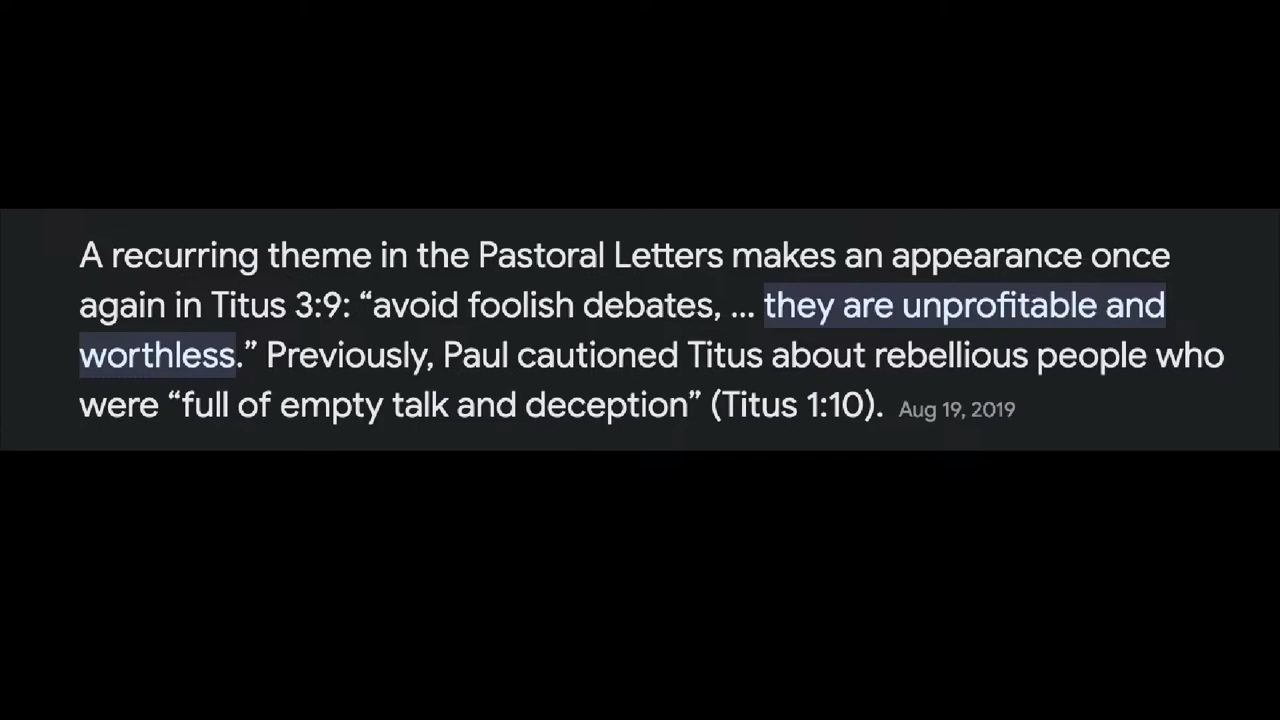 A recurring theme in the Pastoral Letters makes an appearance once
again in Titus 3:9: “avoid foolish debates, ... they are unprofitable and
worthless.” Previously, Paul cautioned Titus about rebellious people who
were “full of empty talk and deception” (Titus 1:10). Aug 19, 2019